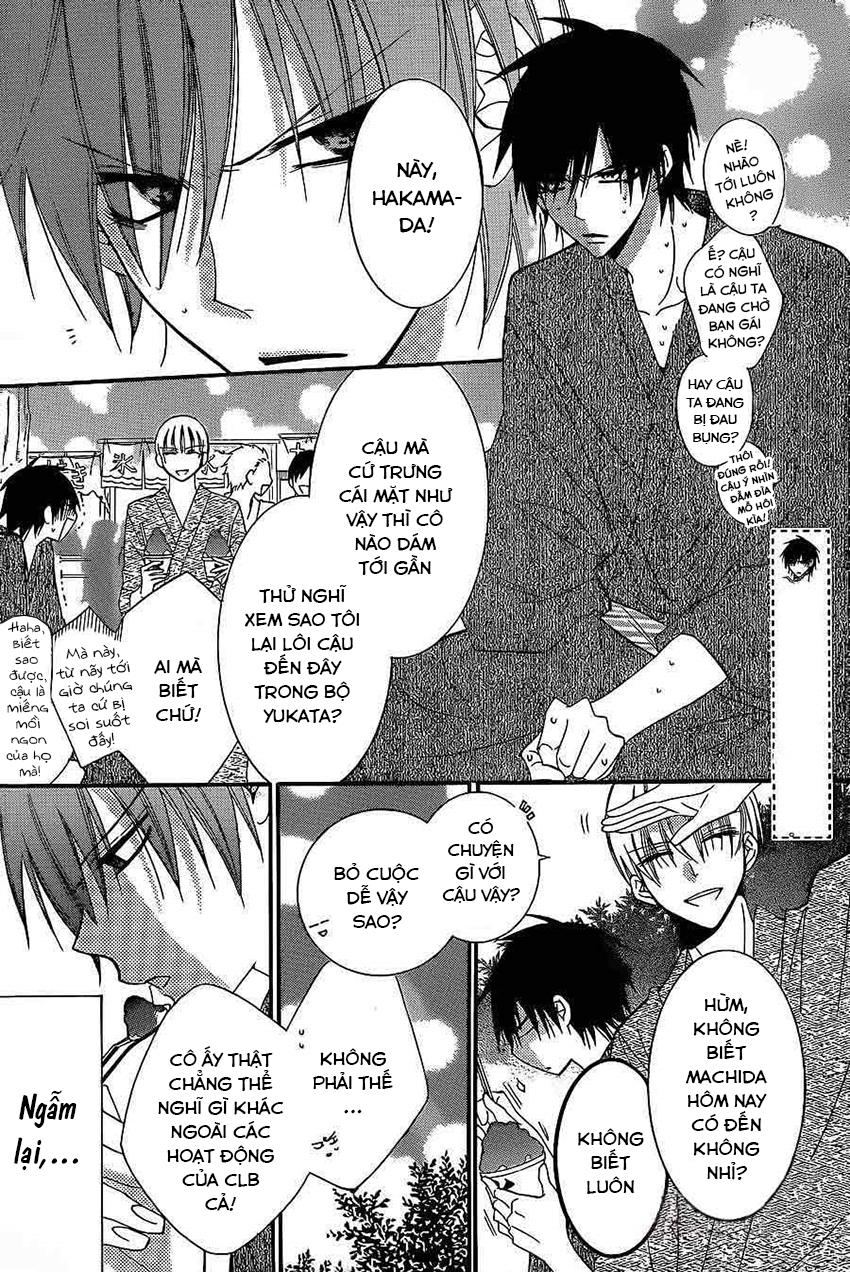 NÈ!
NHÀO
TỚI LUÔN
KHÔNG
?
Ế? CẬU
CÓ NGHĨ
LÀ CẬU TA
ĐANG CHỜ
BẠN GÁI
KHÔNG?
HAY CẬU
TA ĐANG
BỊ ĐAU
BỤNG?
THÔI
ĐÚNG RỒI!
CẬU Ý NHÌN
ĐẪM ĐÌA
MỒ HÔI
KÌA!
NÀY,
HAKAMA-
DA!
CẬU MÀ
CỨ TRƯNG
CÁI MẶT NHƯ
VẬY THÌ CÔ
NÀO DÁM
TỚI GẦN
THỬ NGHĨ
XEM SAO TÔI
LẠI LÔI CẬU
ĐẾN ĐÂY
TRONG BỘ
YUKATA?
氷
AI MÀ
BIẾT
CHỨ!
Mà này,
từ nãy tới
giờ chúng
ta cứ bị
soi suốt
đấy!
Haha,
biết
sao
được,
cậu là
miếng
mồi
ngon
của họ
mà!
HỪM,
KHÔNG
BIẾT
MACHIDA
HÔM NAY
CÓ ĐẾN
KHÔNG
NHỈ?
KHÔNG
BIẾT
LUÔN
CÓ
CHUYỆN
GÌ VỚI
CẬU VẬY?
BỎ CUỘC
DỄ VẬY
SAO?
KHÔNG
PHẢI THẾ
...
CÔ ẤY THẬT
CHẲNG THỂ
NGHĨ GÌ KHÁC
NGOÀI CÁC
HOẠT ĐỘNG
CỦA CLB
CẢ!
Ngẫm
lại,...